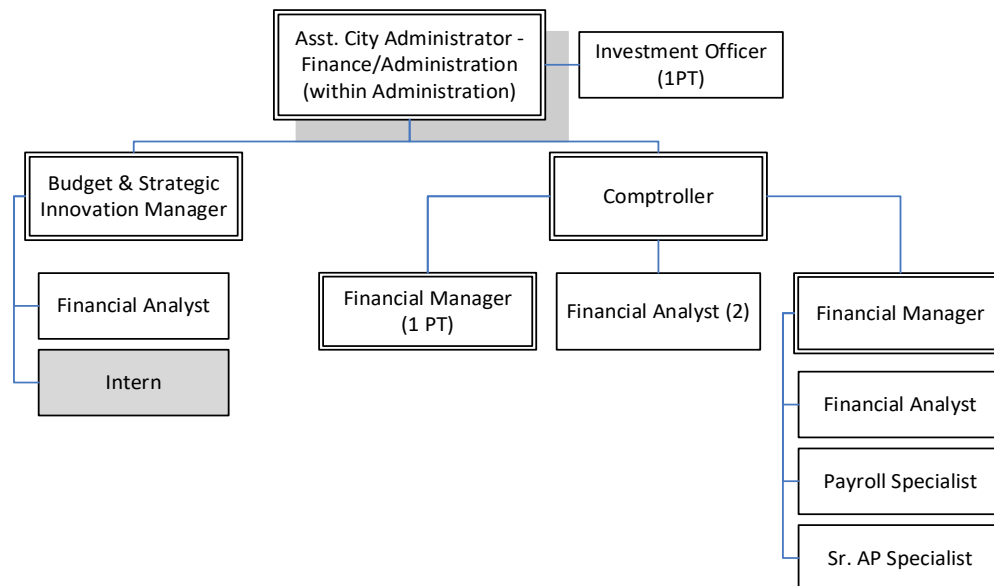 Asst. City Administrator -
Finance/Administration
(within Administration)
Investment Officer
(1PT)
Budget & Strategic
Innovation Manager
Comptroller
Financial Analyst
Intern
Financial Manager
(1 PT)
Financial Analyst (2)
Financial Manager
Financial Analyst
Payroll Specialist
Sr. AP Specialist